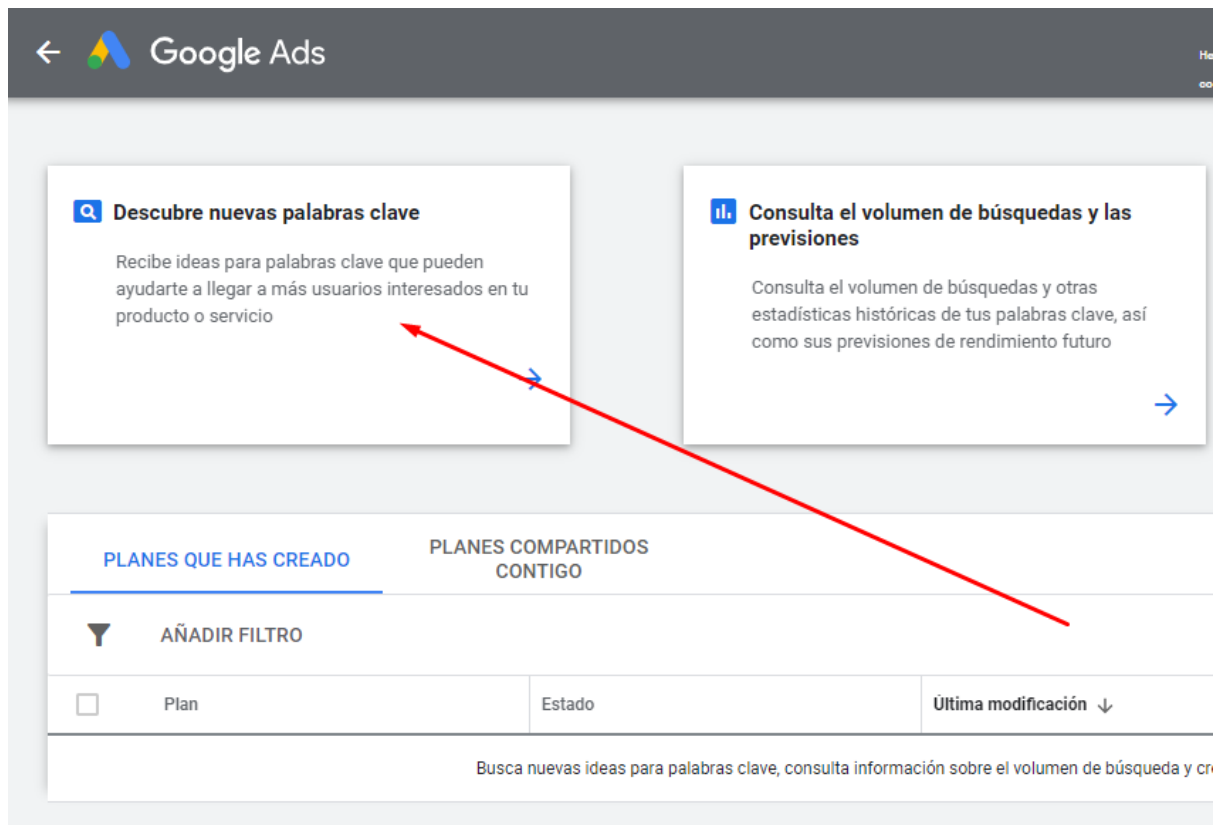 Google Ads
He
co
Descubre nuevas palabras clave
Recibe ideas para palabras clave que pueden
ayudarte a llegar a más usuarios interesados en tu
producto o servicio
Consulta el volumen de búsquedas y las
previsiones
Consulta el volumen de búsquedas y otras
estadísticas históricas de tus palabras clave, así
como sus previsiones de rendimiento futuro
PLANES QUE HAS CREADO
PLANES COMPARTIDOS
CONTIGO
AÑADIR FILTRO
Plan
Estado
Última modificación
Busca nuevas ideas para palabras clave, consulta información sobre el volumen de búsqueda y cr